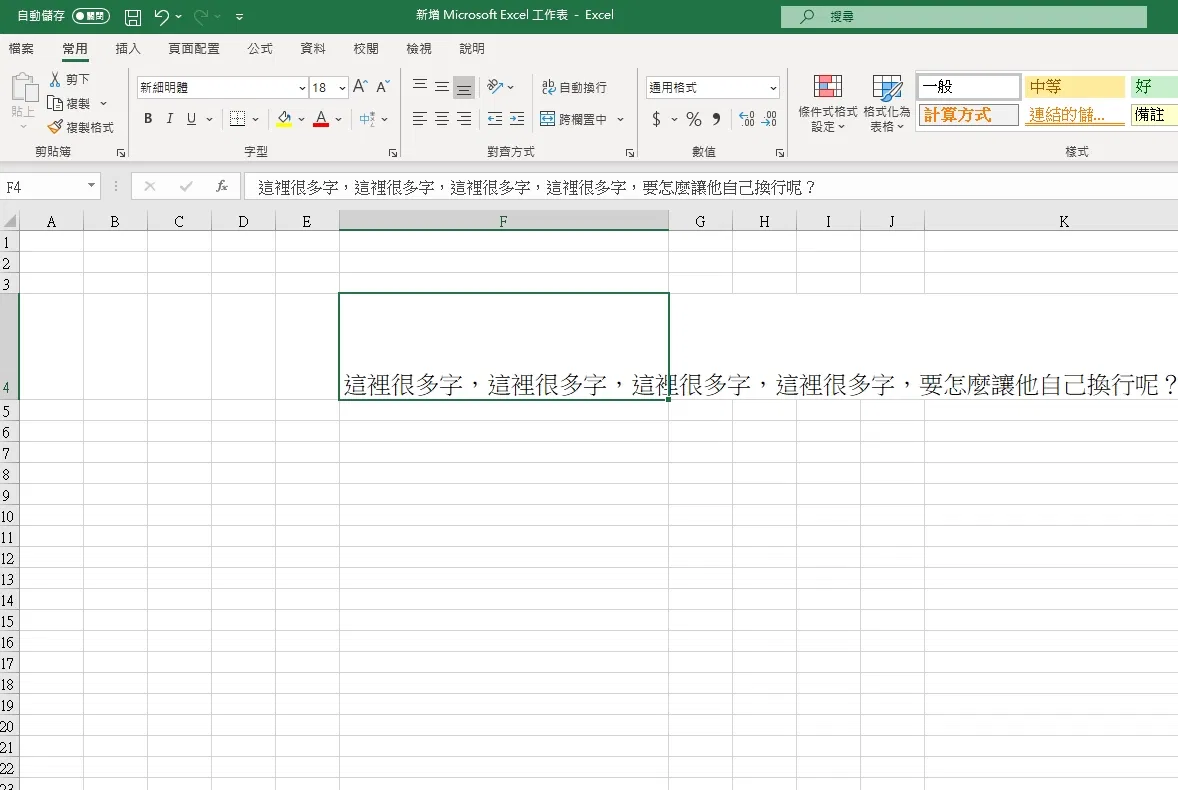 自動儲存 關閉 新增 Microsoft Excel 工作表 - Excel 搜尋
檔案 常用 插入 頁面配置 公式 資料 校閱 檢視 說明
貼上
剪下
複製
複製格式
剪貼簿
新細明體 18 A A
B I U A 中
字型
ab 自動換行
跨欄置中
對齊方式
通用格式
$ % 9 .00 .00
數值
條件式格式
設定
格式化為
表格
一般 中等 好
計算方式 連結的儲... 備註
樣式
F4 fx 這裡很多字，這裡很多字，這裡很多字，這裡很多字，要怎麼讓他自己換行呢？
A B C D E F G H I J K
1
2
3
4 這裡很多字，這裡很多字，這裡很多字，這裡很多字，要怎麼讓他自己換行呢？
5
6
7
8
9
10
11
12
13
14
15
16
17
18
19
20
21
22
23